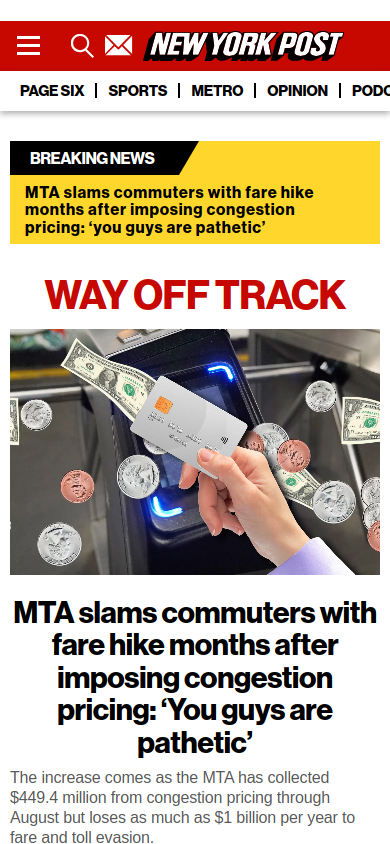 NEW YORK POST
PAGE SIX | SPORTS | METRO | OPINION | PODC
BREAKING NEWS
MTA slams commuters with fare hike
months after imposing congestion
pricing: ‘you guys are pathetic’
WAY OFF TRACK
MTA slams commuters with
fare hike months after
imposing congestion
pricing: ‘You guys are
pathetic’
The increase comes as the MTA has collected
$449.4 million from congestion pricing through
August but loses as much as $1 billion per year to
fare and toll evasion.